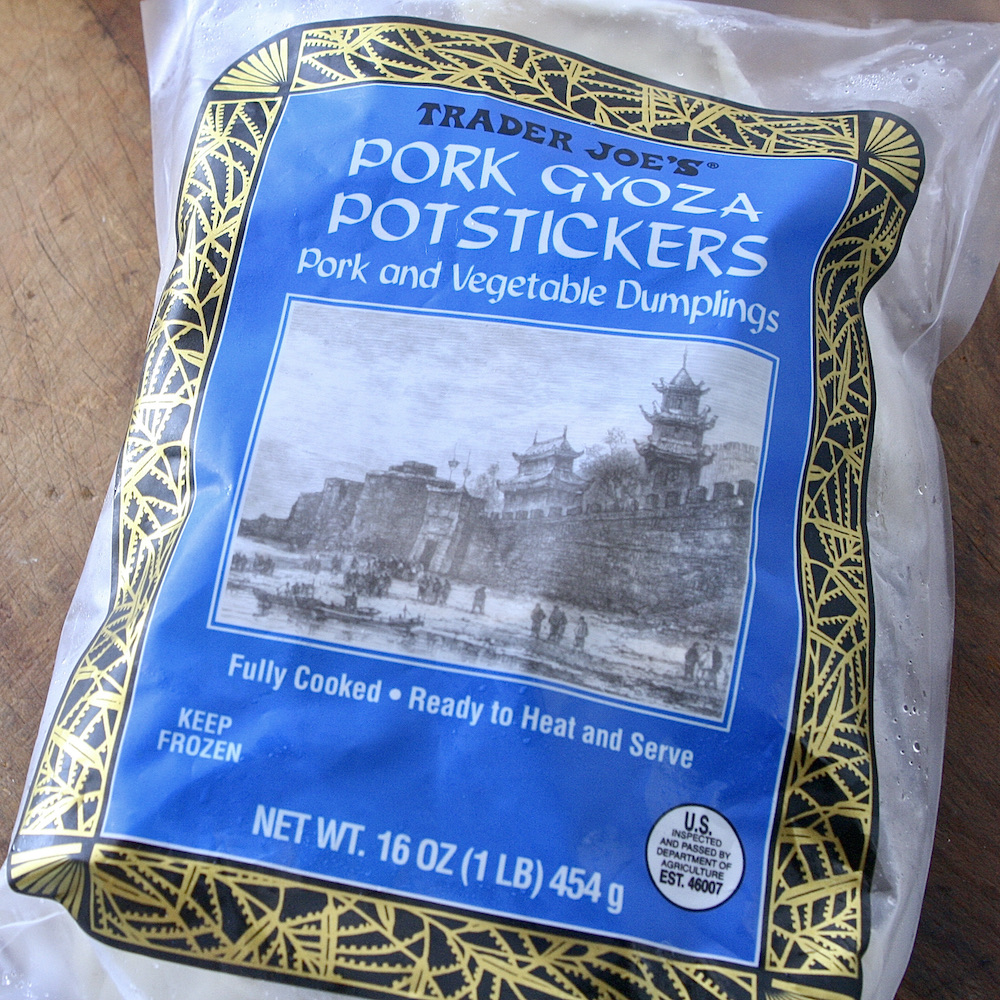 TRADER JOE'S®
PORK GYOZA
POTSTICKERS
Pork and Vegetable Dumplings
Fully Cooked • Ready to Heat and Serve
KEEP
FROZEN
NET WT. 16 OZ (1 LB) 454 g
U.S.
INSPECTED
AND PASSED BY
DEPARTMENT OF
AGRICULTURE
EST. 46007